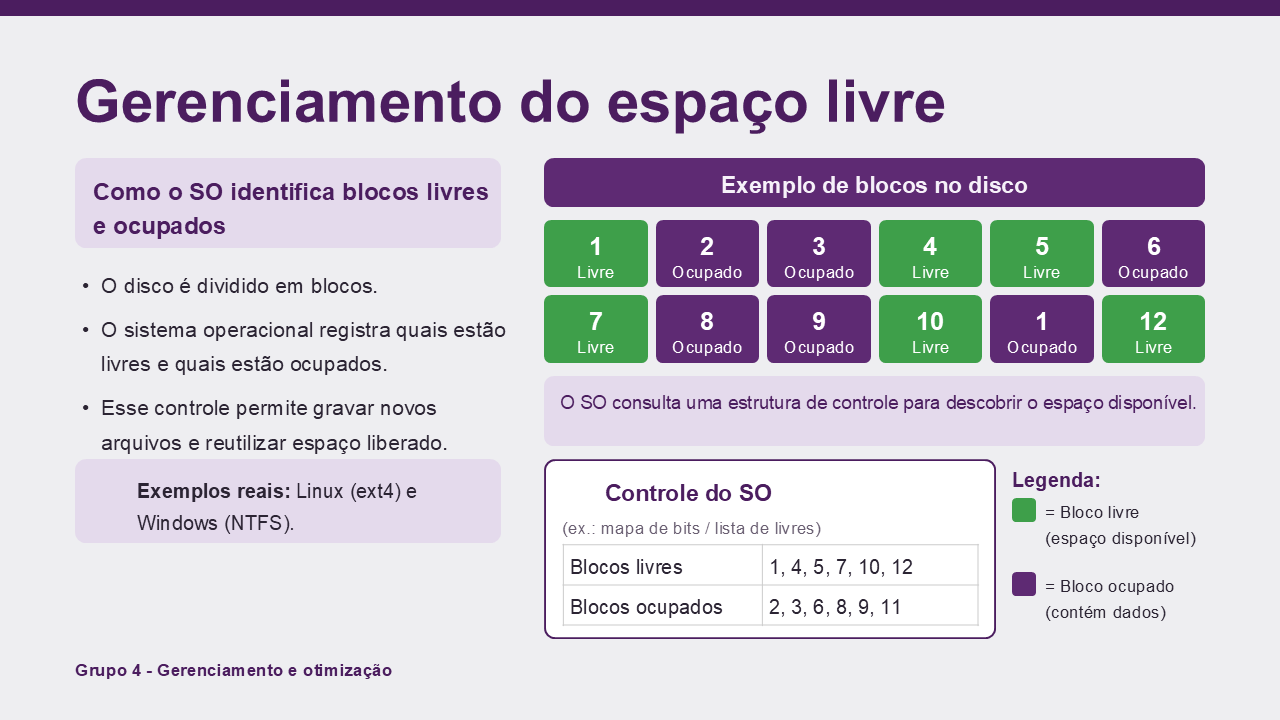 Gerenciamento do espaço livre
Como o SO identifica blocos livres
e ocupados
• O disco é dividido em blocos.
• O sistema operacional registra quais estão
livres e quais estão ocupados.
• Esse controle permite gravar novos
arquivos e reutilizar espaço liberado.
Exemplos reais: Linux (ext4) e
Windows (NTFS).
Exemplo de blocos no disco
1 2 3 4 5 6
Livre Ocupado Ocupado Livre Livre Ocupado
7 8 9 10 1 12
Livre Ocupado Ocupado Livre Ocupado Livre
O SO consulta uma estrutura de controle para descobrir o espaço disponível.
Controle do SO
(ex.: mapa de bits / lista de livres)
Blocos livres 1, 4, 5, 7, 10, 12
Blocos ocupados 2, 3, 6, 8, 9, 11
Legenda:
= Bloco livre
(espaço disponível)
= Bloco ocupado
(contém dados)
Grupo 4 - Gerenciamento e otimização